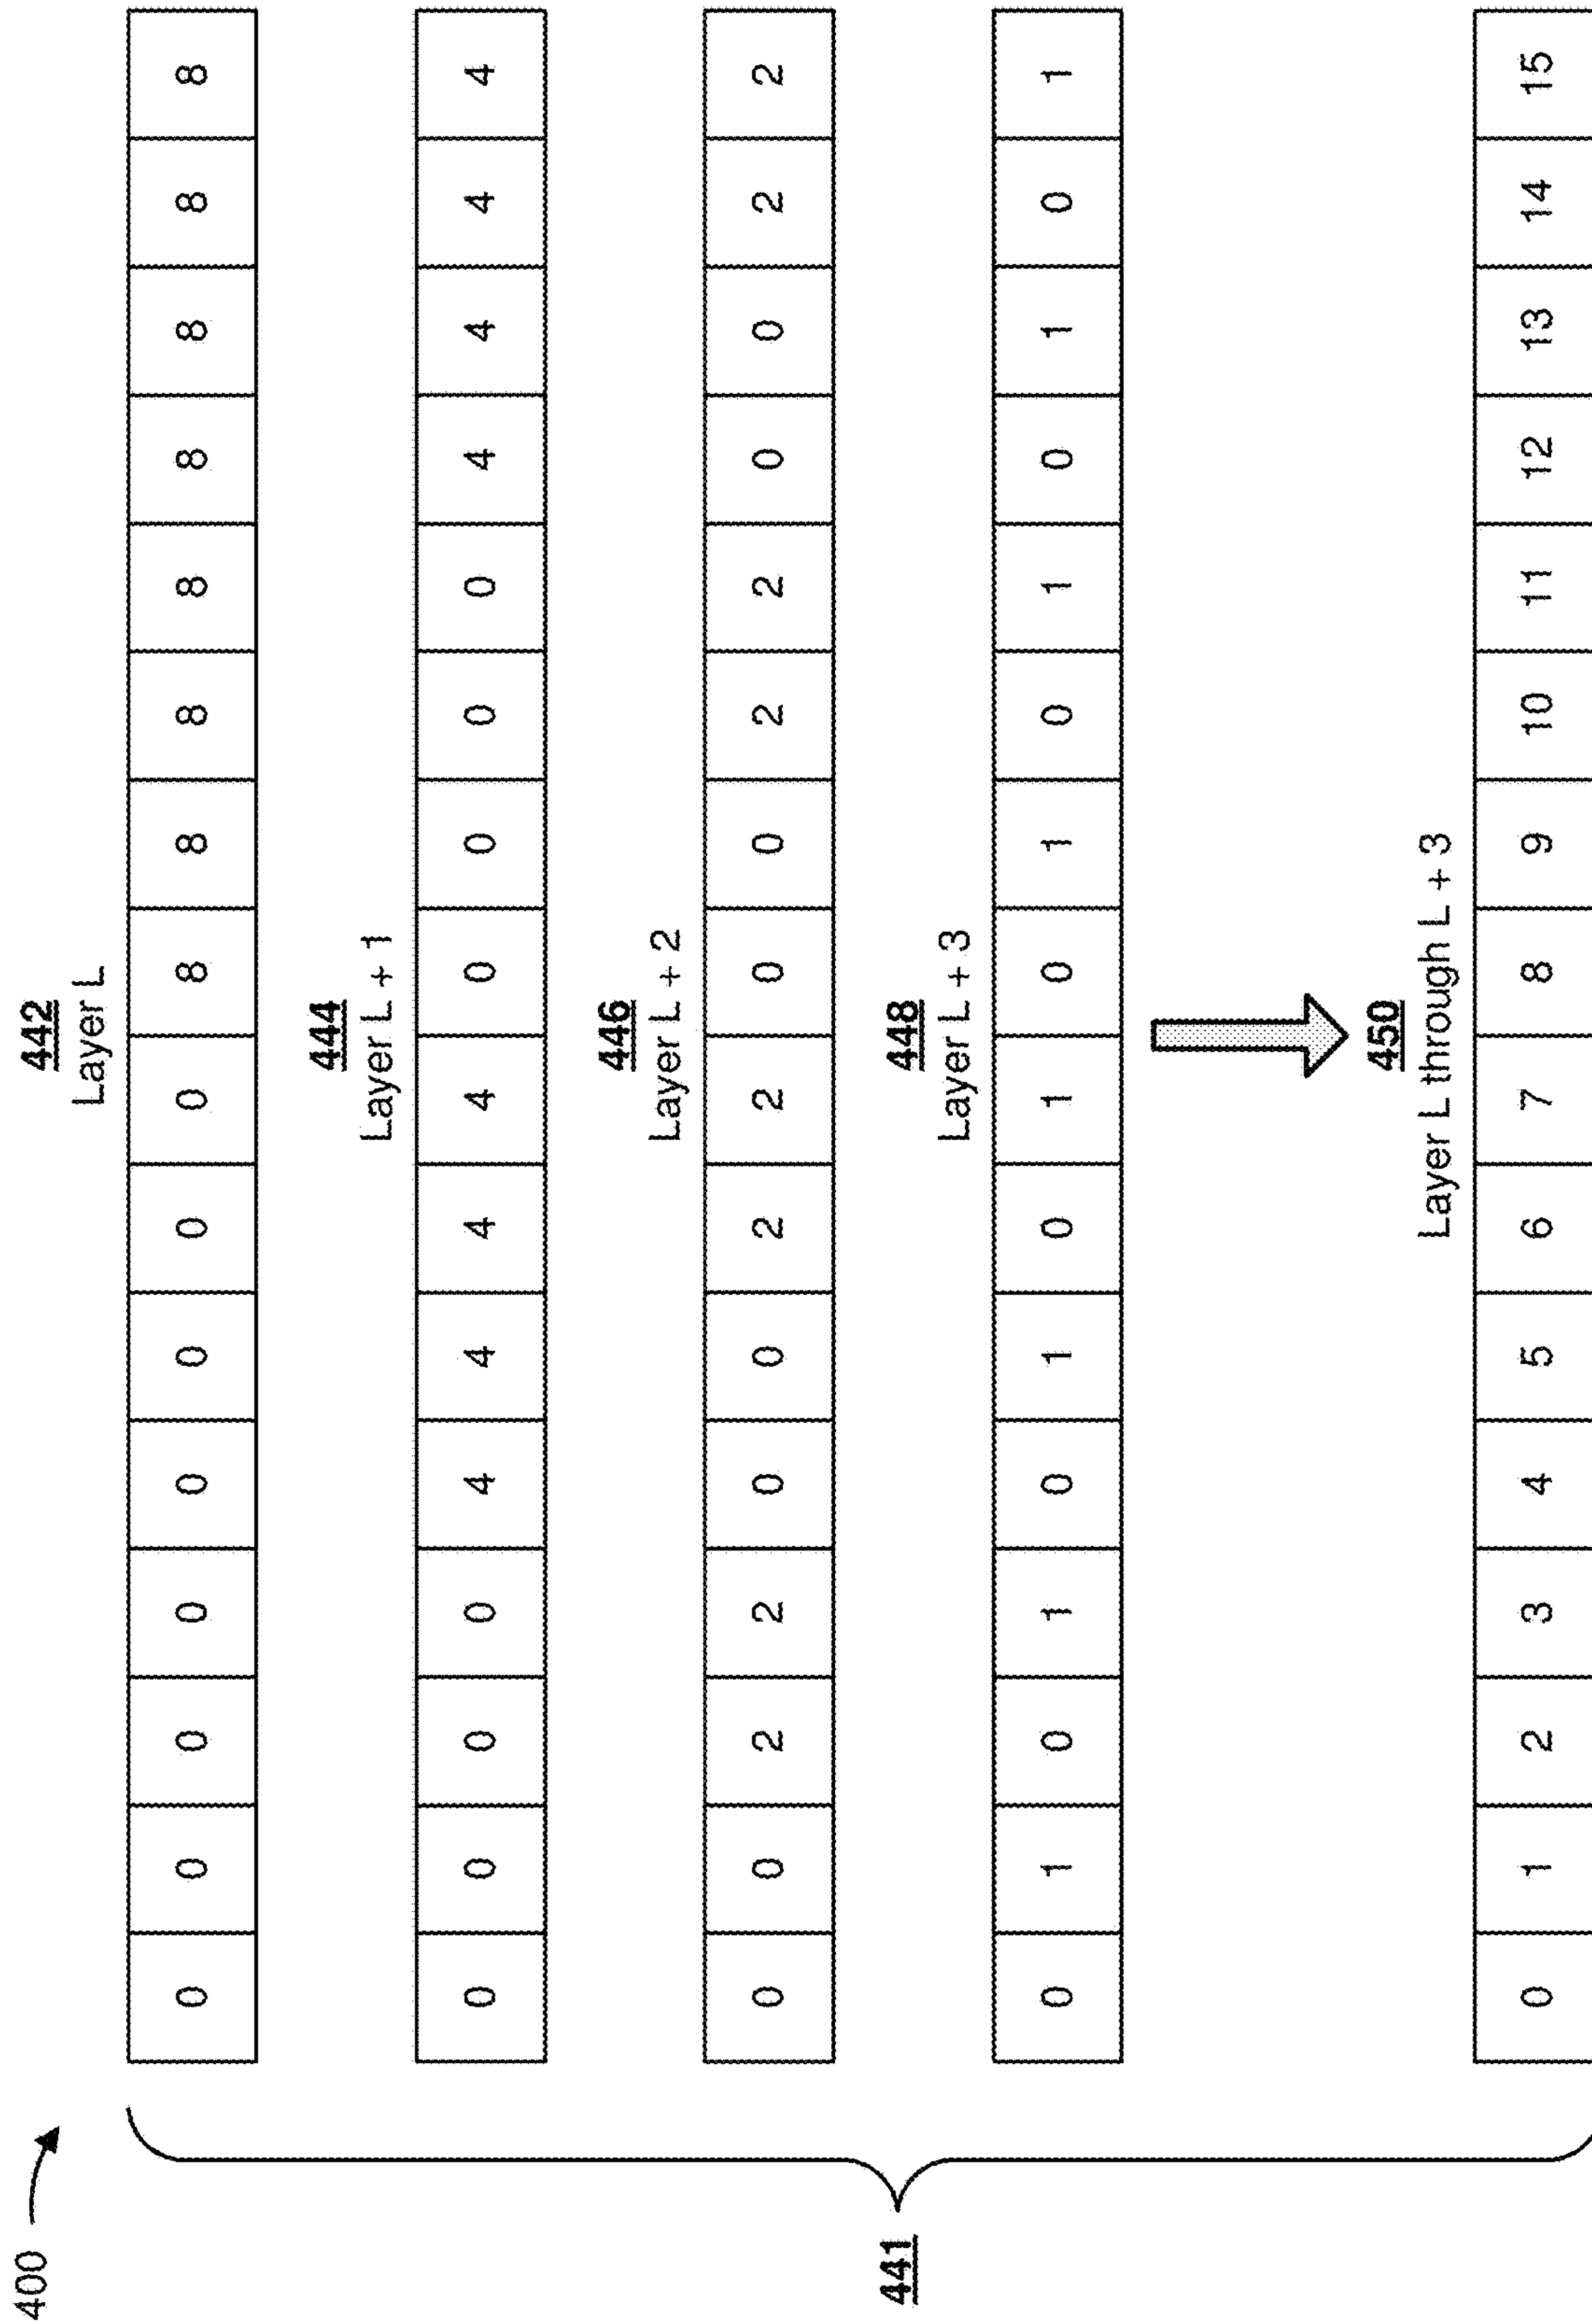 400
442
Layer L
0 0 0 0 0 0 0 0 8 8 8 8 8 8 8 8
444
Layer L + 1
0 0 0 0 4 4 4 4 0 0 0 0 4 4 4 4
446
Layer L + 2
0 0 2 2 0 0 2 2 0 0 2 2 0 0 2 2
448
Layer L + 3
0 1 0 1 0 1 0 1 0 1 0 1 0 1 0 1
441
450
Layer L through L + 3
0 1 2 3 4 5 6 7 8 9 10 11 12 13 14 15